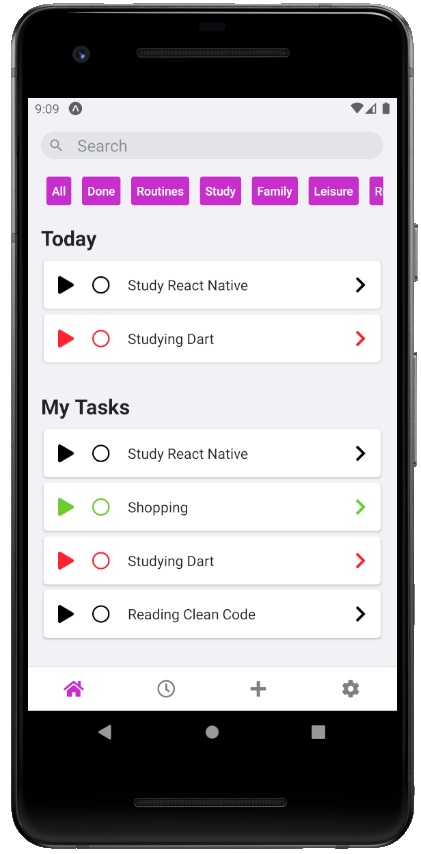 9:09
Search
All Done Routines Study Family Leisure
Today
Study React Native
Studying Dart
My Tasks
Study React Native
Shopping
Studying Dart
Reading Clean Code